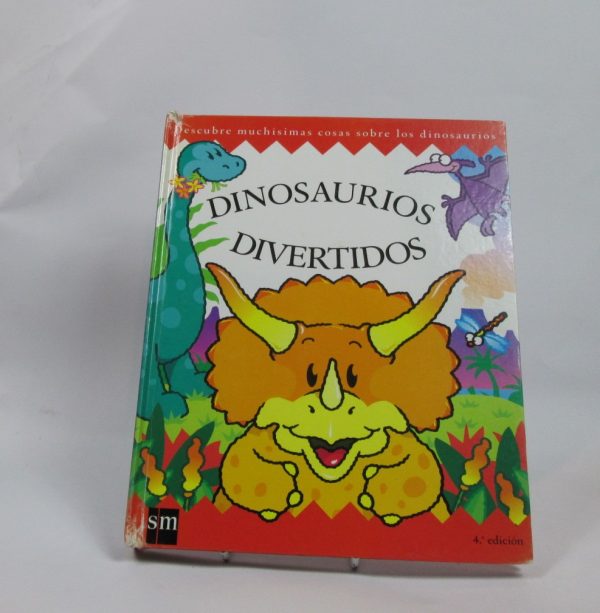 Descubre muchísimas cosas sobre los dinosaurios
DINOSAURIOS
DIVERTIDOS
sm
4.ª edición